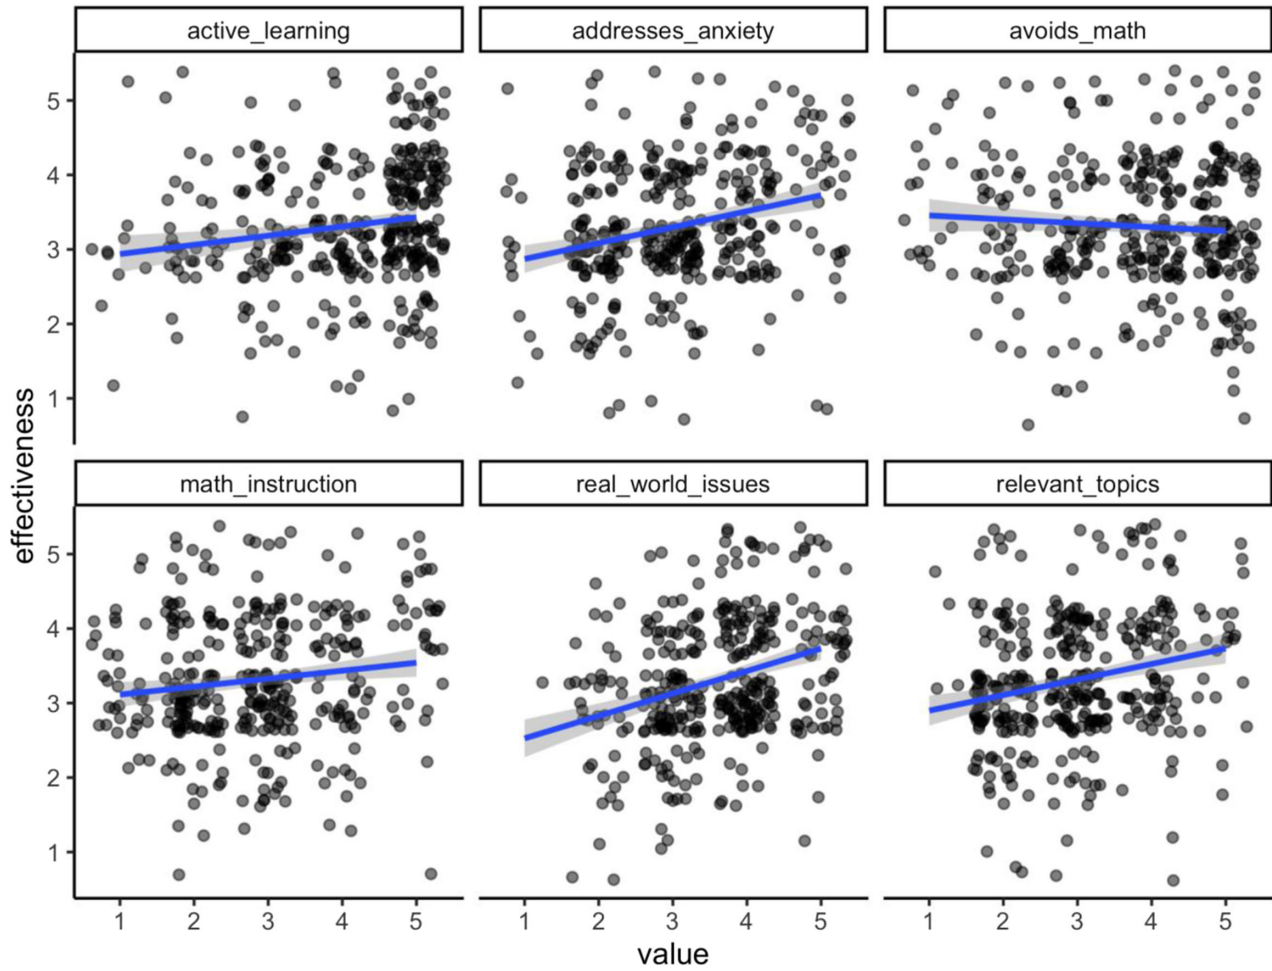 active_learning
addresses_anxiety
avoids_math
5
4
3
2
1
math_instruction
real_world_issues
relevant_topics
5
4
3
2
1
effectiveness
1 2 3 4 5
1 2 3 4 5
1 2 3 4 5
value